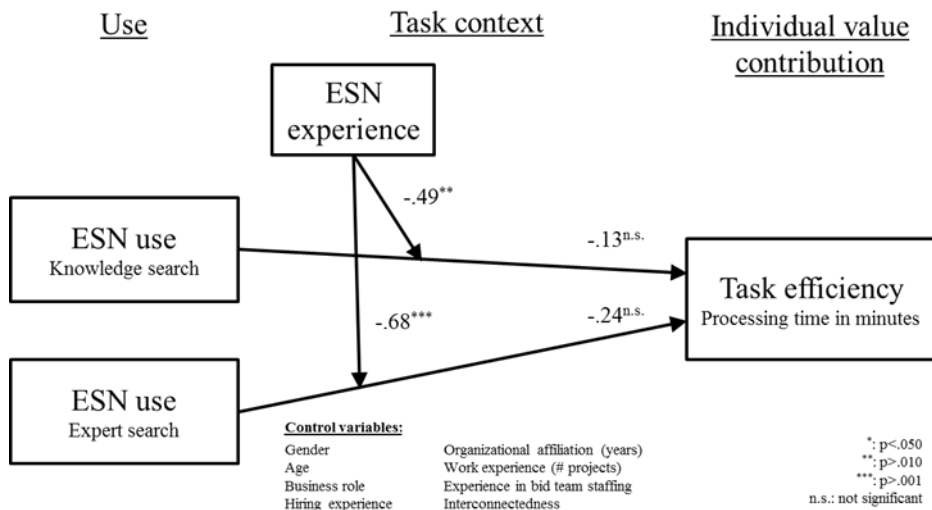 Use
Task context
Individual value
contribution
ESN
experience
-.49**
ESN use
Knowledge search
-.13n.s.
Task efficiency
Processing time in minutes
-.68***
-.24n.s.
ESN use
Expert search
Control variables:
Gender
Age
Business role
Hiring experience
Organizational affiliation (years)
Work experience (# projects)
Experience in bid team staffing
Interconnectedness
*: p<.050
**: p>.010
***: p>.001
n.s.: not significant